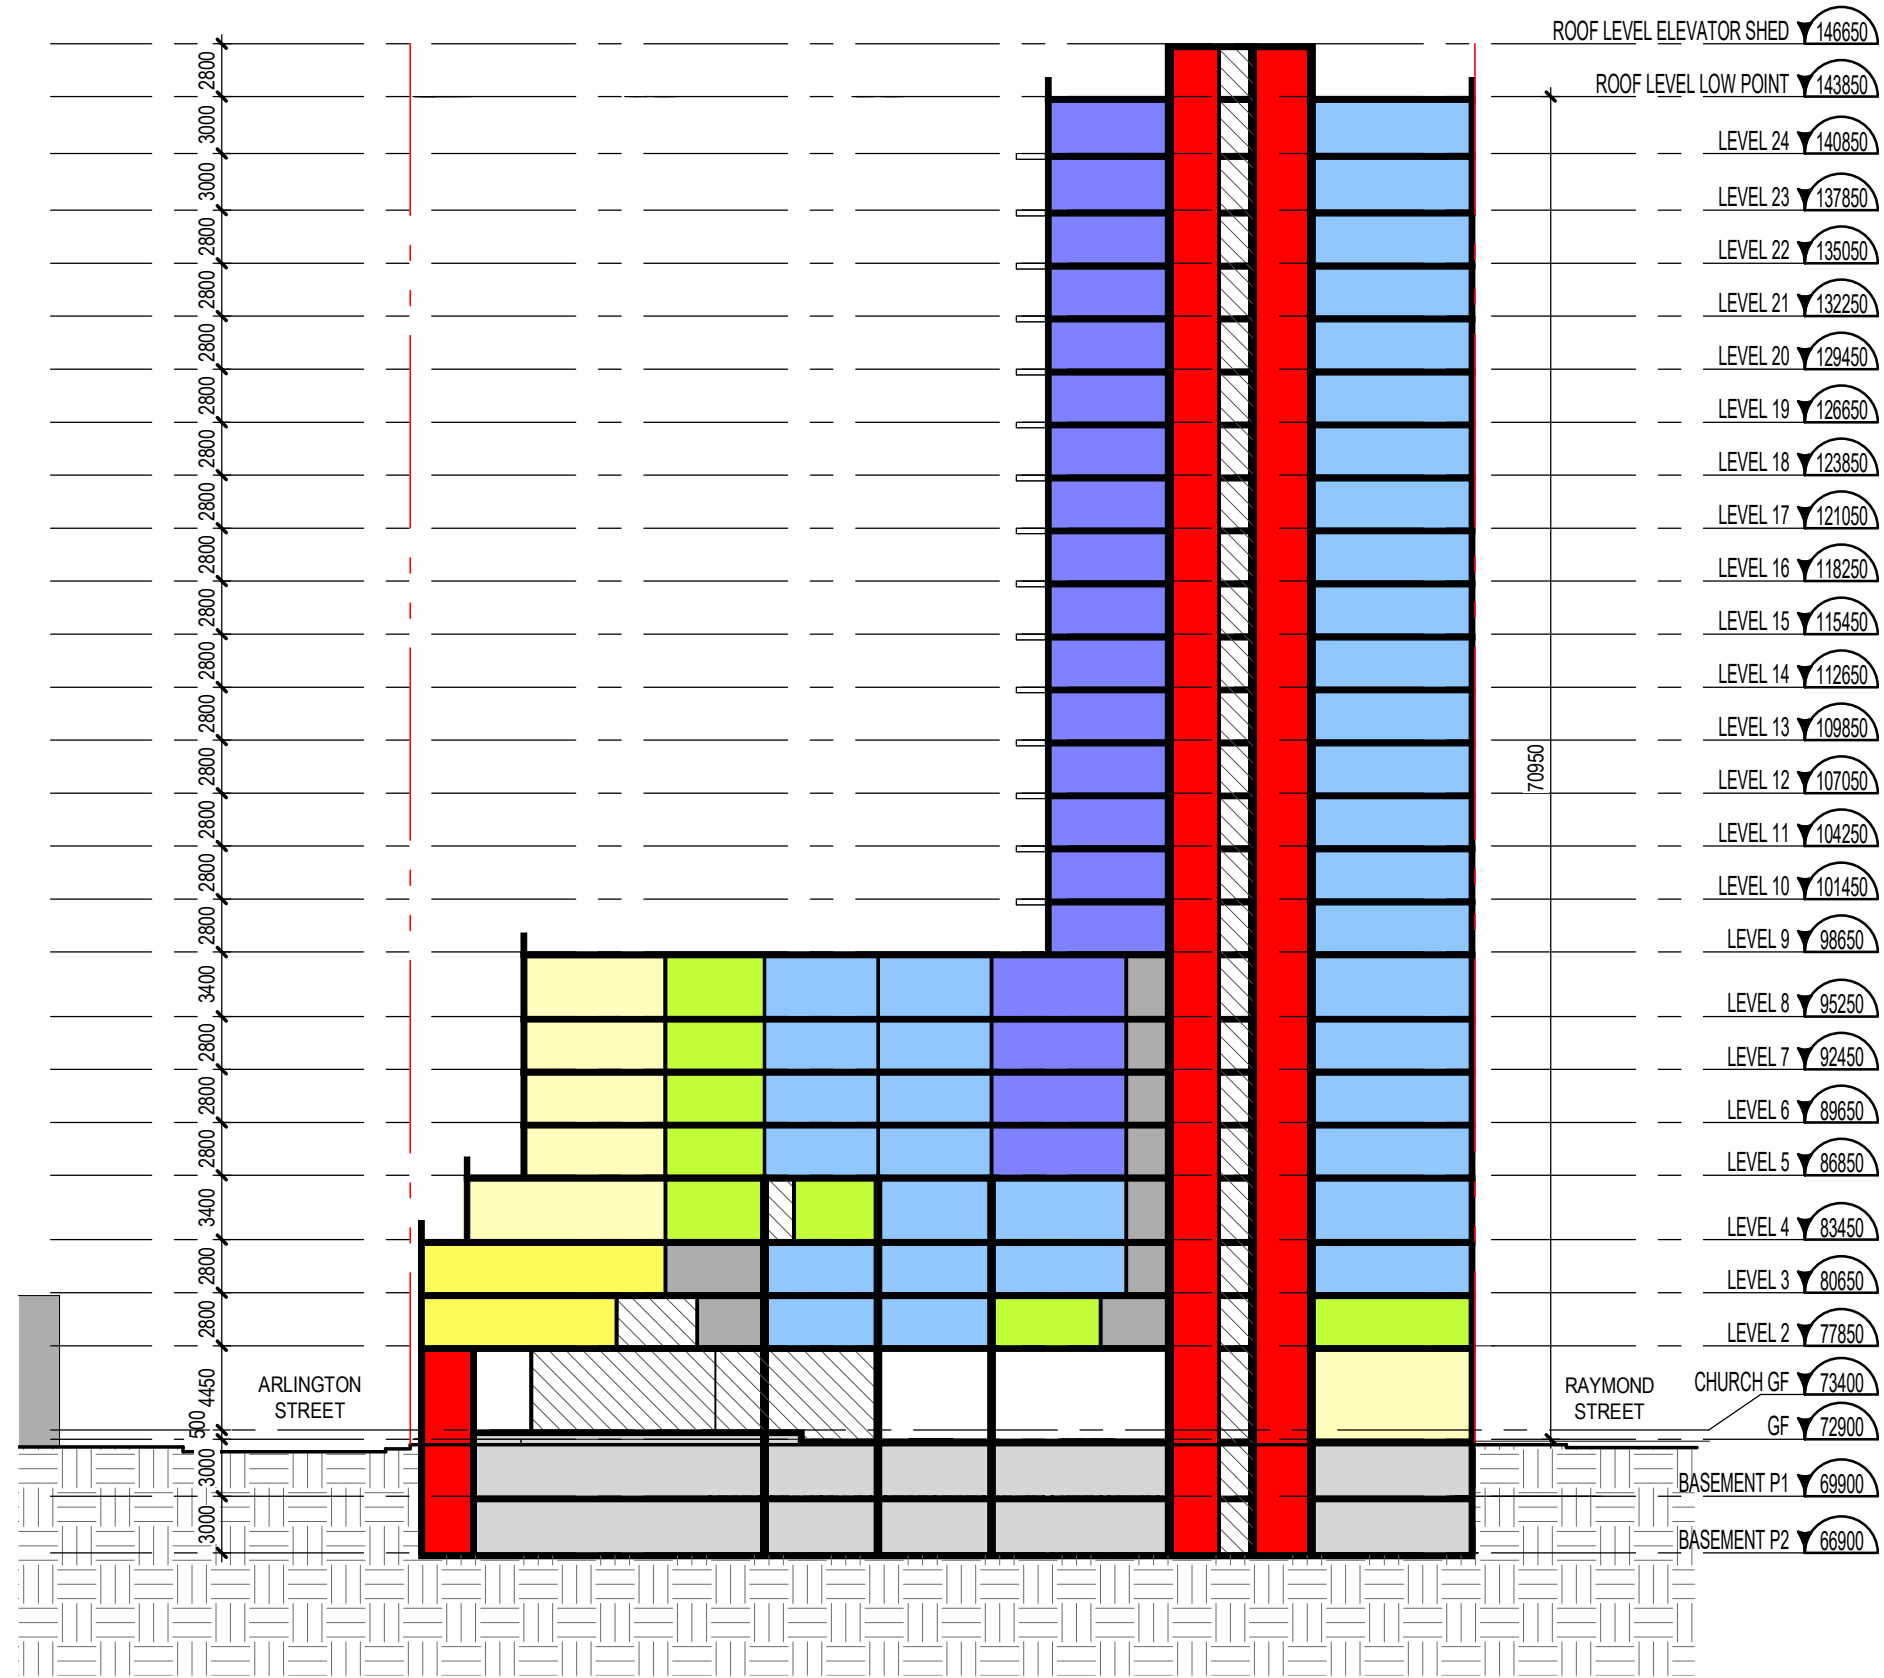 ROOF LEVEL ELEVATOR SHED 146650
2800
ROOF LEVEL LOW POINT 143850
3000
LEVEL 24 140850
3000
LEVEL 23 137850
2800
LEVEL 22 135050
2800
LEVEL 21 132250
2800
LEVEL 20 129450
2800
LEVEL 19 126650
2800
LEVEL 18 123850
2800
LEVEL 17 121050
2800
LEVEL 16 118250
2800
LEVEL 15 115450
2800
LEVEL 14 112650
2800
LEVEL 13 109850
2800
70950
LEVEL 12 107050
2800
LEVEL 11 104250
2800
LEVEL 10 101450
2800
LEVEL 9 98650
3400
LEVEL 8 95250
2800
LEVEL 7 92450
2800
LEVEL 6 89650
2800
LEVEL 5 86850
3400
LEVEL 4 83450
2800
LEVEL 3 80650
2800
LEVEL 2 77850
4450
ARLINGTON
STREET
RAYMOND
STREET
CHURCH GF 73400
500
GF 72900
3000
BASEMENT P1 69900
3000
BASEMENT P2 66900